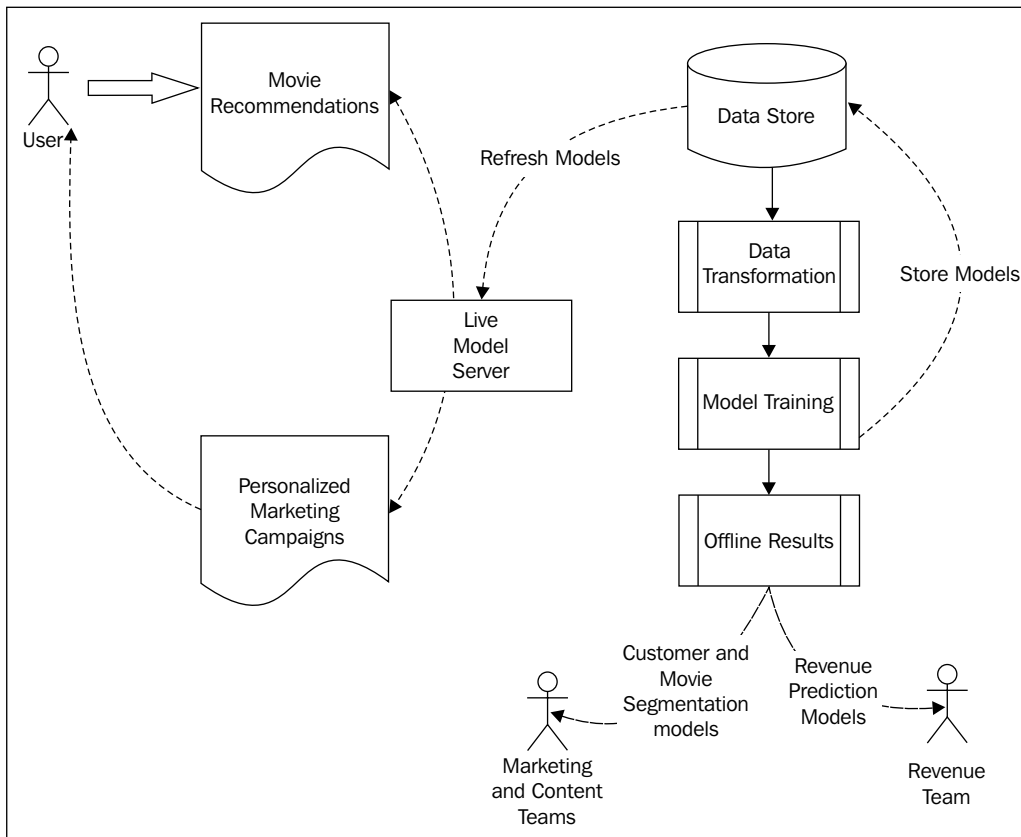 User
Movie
Recommendations
Data Store
Refresh Models
Data
Transformation
Store Models
Live
Model
Server
Model Training
Personalized
Marketing
Campaigns
Offline Results
Customer and
Movie
Segmentation
models
Revenue
Prediction
Models
Marketing
and Content
Teams
Revenue
Team